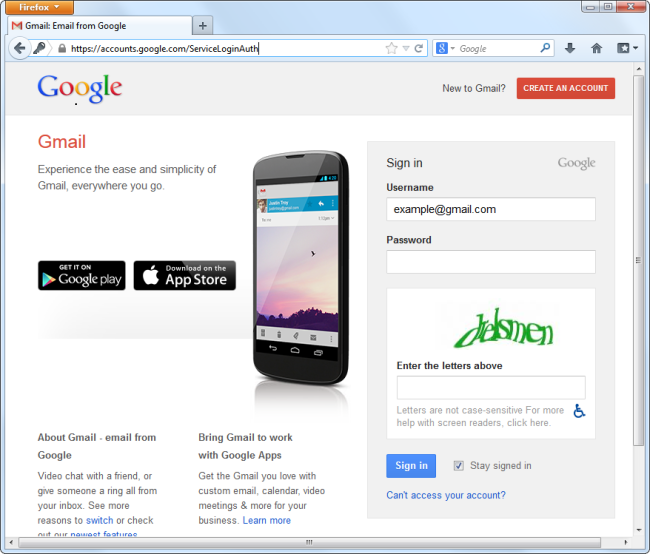 Firefox
Gmail: Email from Google
https://accounts.google.com/ServiceLoginAuth
Google
Google
New to Gmail?
CREATE AN ACCOUNT
Gmail
Experience the ease and simplicity of
Gmail, everywhere you go.
GET IT ON
Google play
Download on the
App Store
Justin Troy
Sign in
Google
Username
example@gmail.com
Password
Enter the letters above
Letters are not case-sensitive For more
help with screen readers, click here.
Sign in
Stay signed in
Can't access your account?
About Gmail - email from
Google
Video chat with a friend, or
give someone a ring all from
your inbox. See more
reasons to switch or check
out our newest features
Bring Gmail to work
with Google Apps
Get the Gmail you love with
custom email, calendar, video
meetings & more for your
business. Learn more